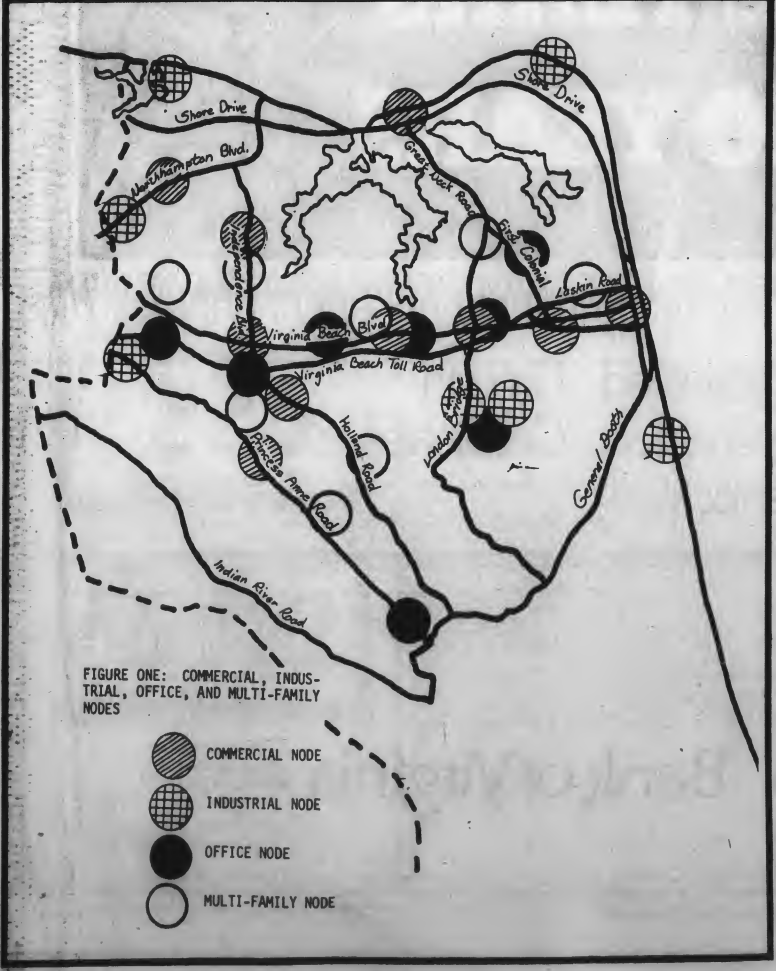 Shore Drive
Shore Drive
Northhampton Blvd.
Great Neck Road
First Colonial
Independence Blvd
Laskin Road
Virginia Beach Blvd
Virginia Beach Toll Road
London Bridge
Holland Road
General Booth
Princess Anne Road
Indian River Road
FIGURE ONE: COMMERCIAL, INDUS-
TRIAL, OFFICE, AND MULTI-FAMILY
NODES
COMMERCIAL NODE
INDUSTRIAL NODE
OFFICE NODE
MULTI-FAMILY NODE